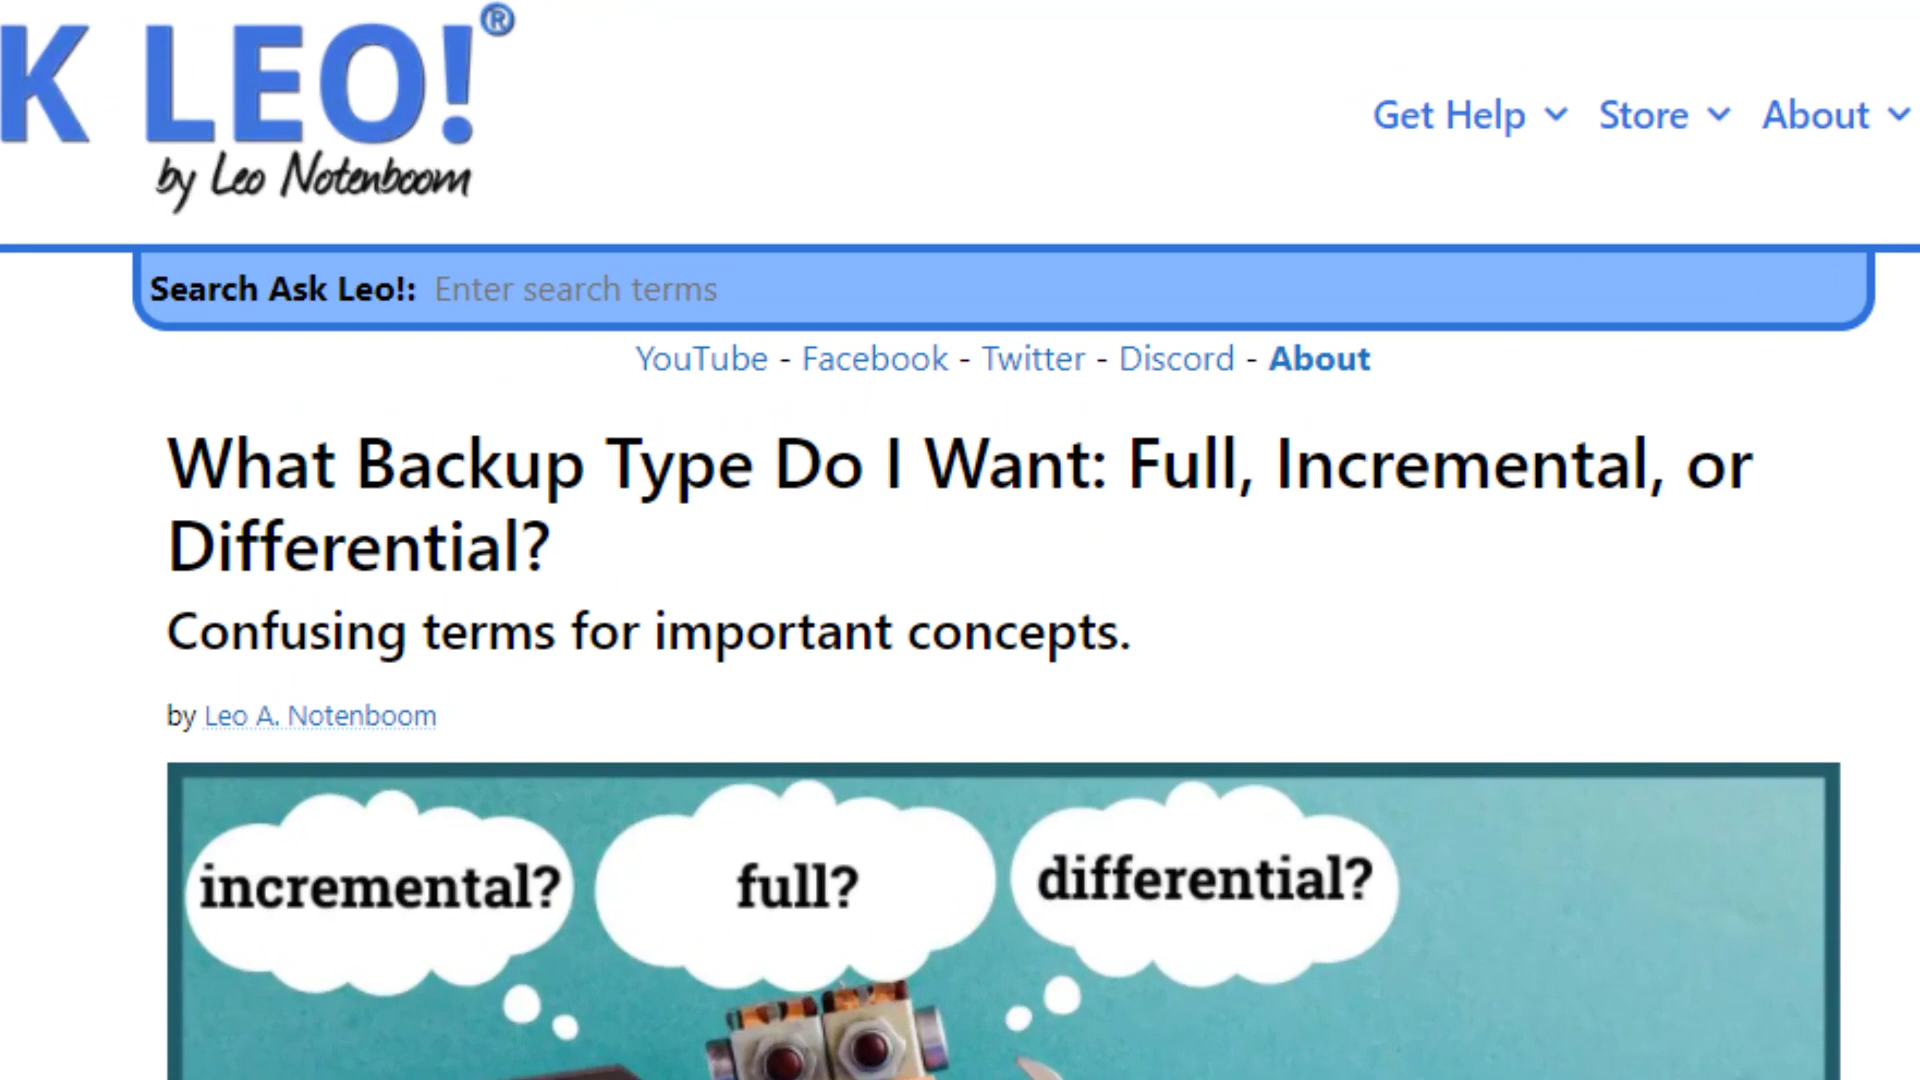 K LEO!®
by Leo Notenboom
Get Help Store About
Search Ask Leo!: Enter search terms
YouTube - Facebook - Twitter - Discord - About
What Backup Type Do I Want: Full, Incremental, or
Differential?
Confusing terms for important concepts.
by Leo A. Notenboom
incremental? full? differential?